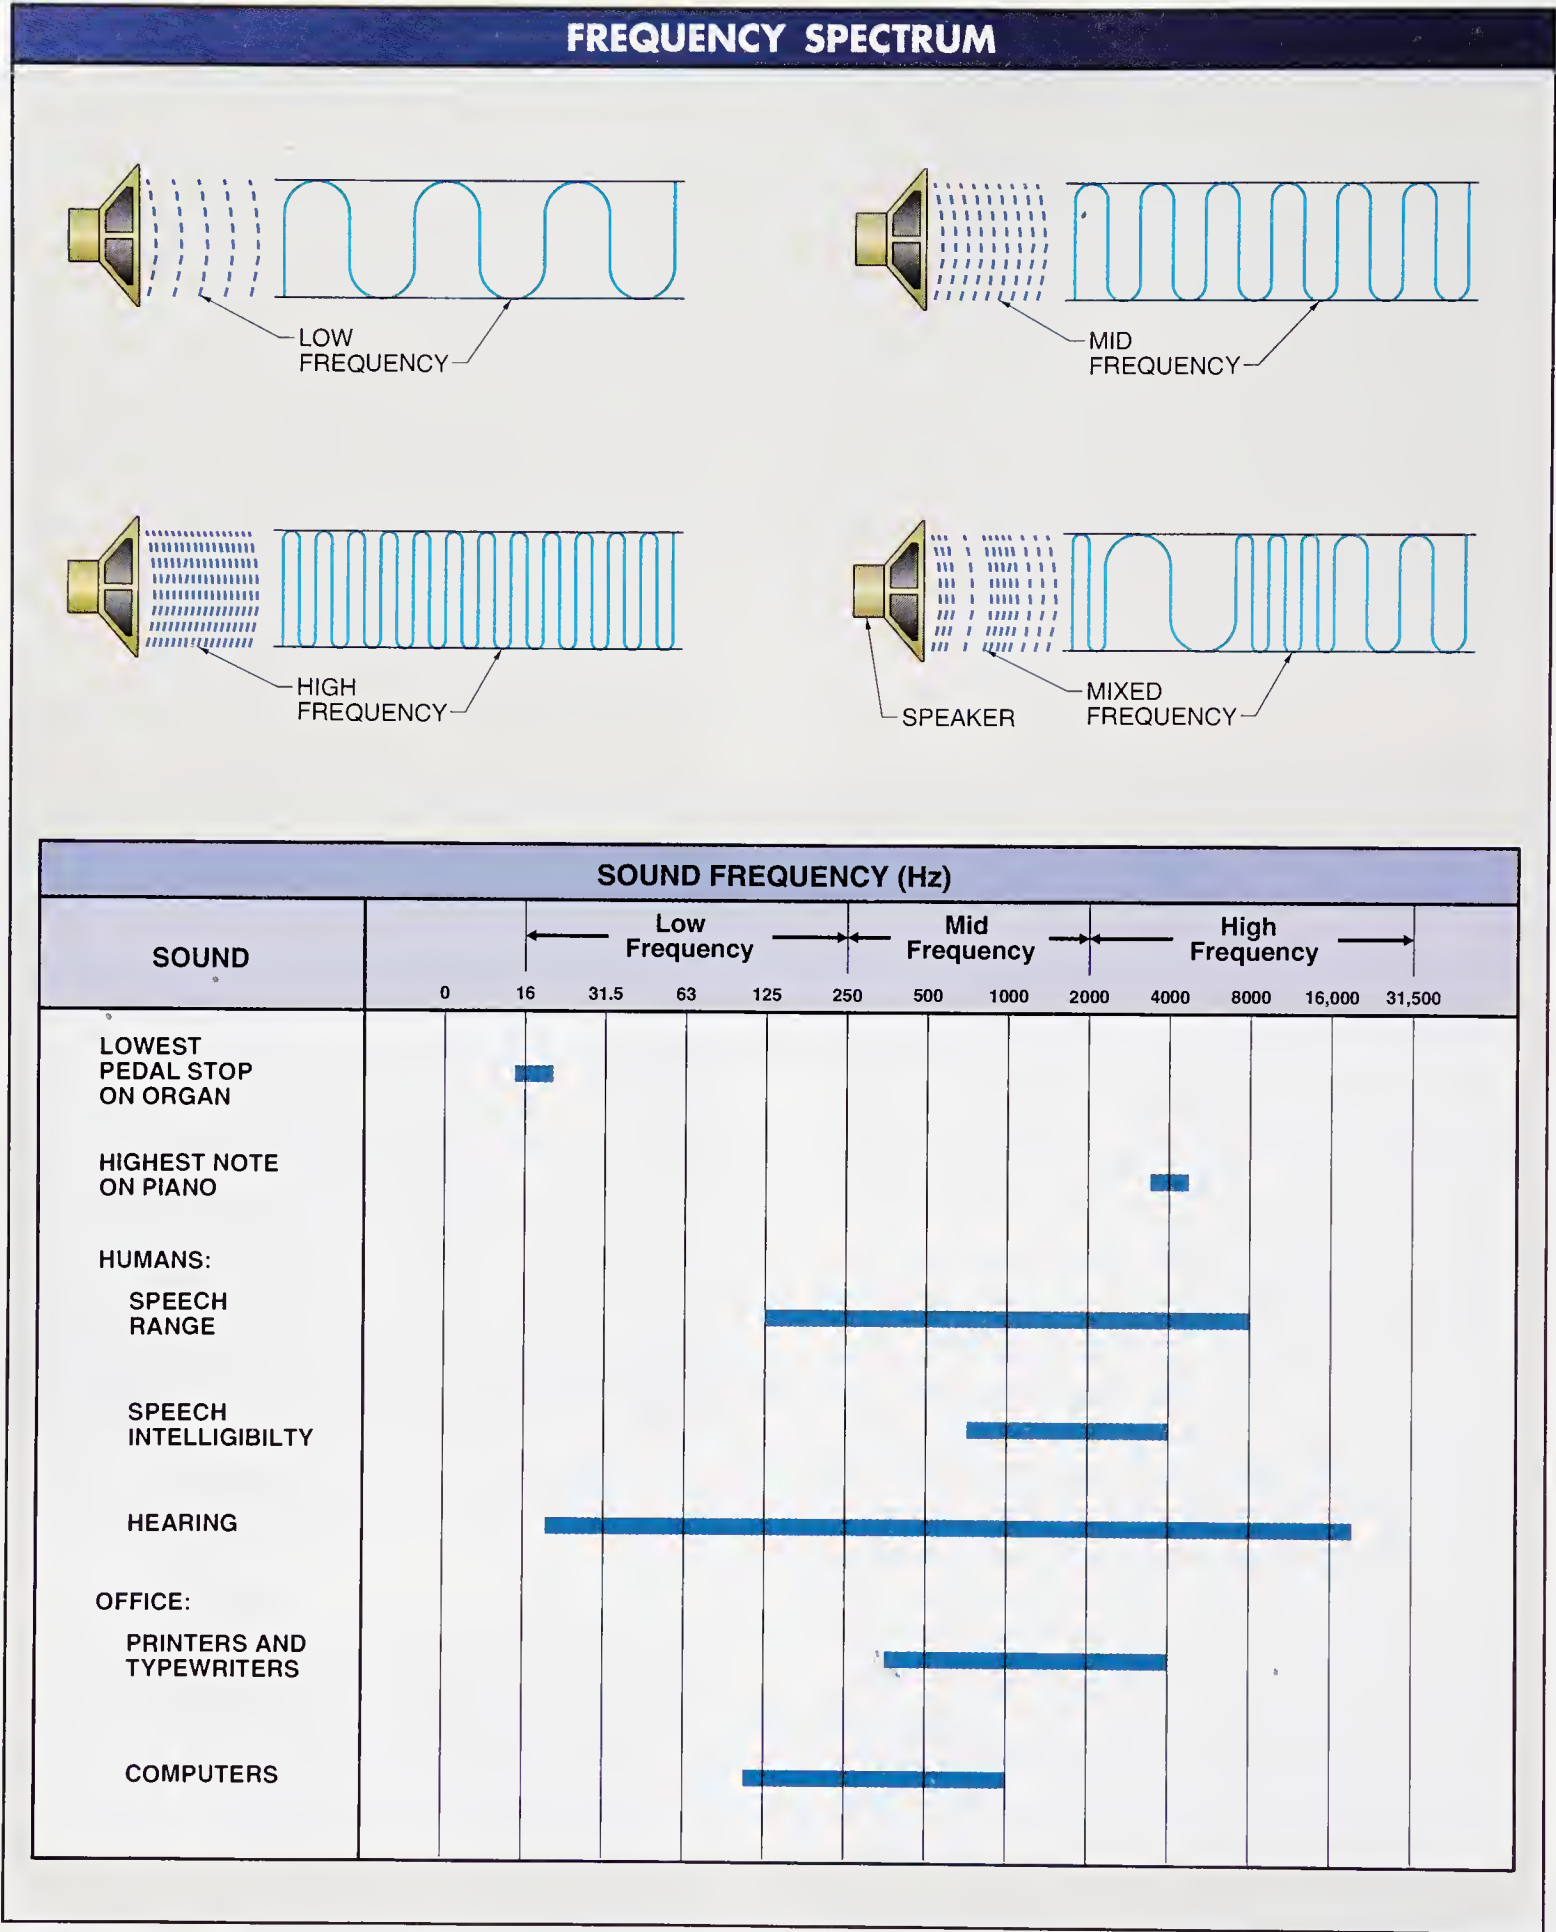 FREQUENCY SPECTRUM
LOW
FREQUENCY
MID
FREQUENCY
HIGH
FREQUENCY
SPEAKER
MIXED
FREQUENCY
SOUND FREQUENCY (Hz)
SOUND
Low
Frequency
Mid
Frequency
High
Frequency
0 16 31.5 63 125 250 500 1000 2000 4000 8000 16,000 31,500
LOWEST
PEDAL STOP
ON ORGAN
HIGHEST NOTE
ON PIANO
HUMANS:
SPEECH
RANGE
SPEECH
INTELLIGIBILTY
HEARING
OFFICE:
PRINTERS AND
TYPEWRITERS
COMPUTERS